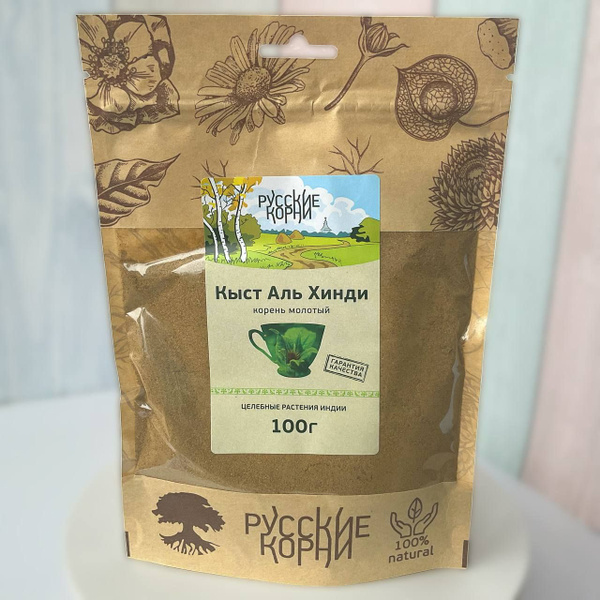 РУССКИЕ
КОРНИ
Кыст Аль Хинди
корень молотый
ГАРАНТИЯ
КАЧЕСТВА
ЦЕЛЕБНЫЕ РАСТЕНИЯ ИНДИИ
100г
РУССКИЕ
КОРНИ
100%
natural